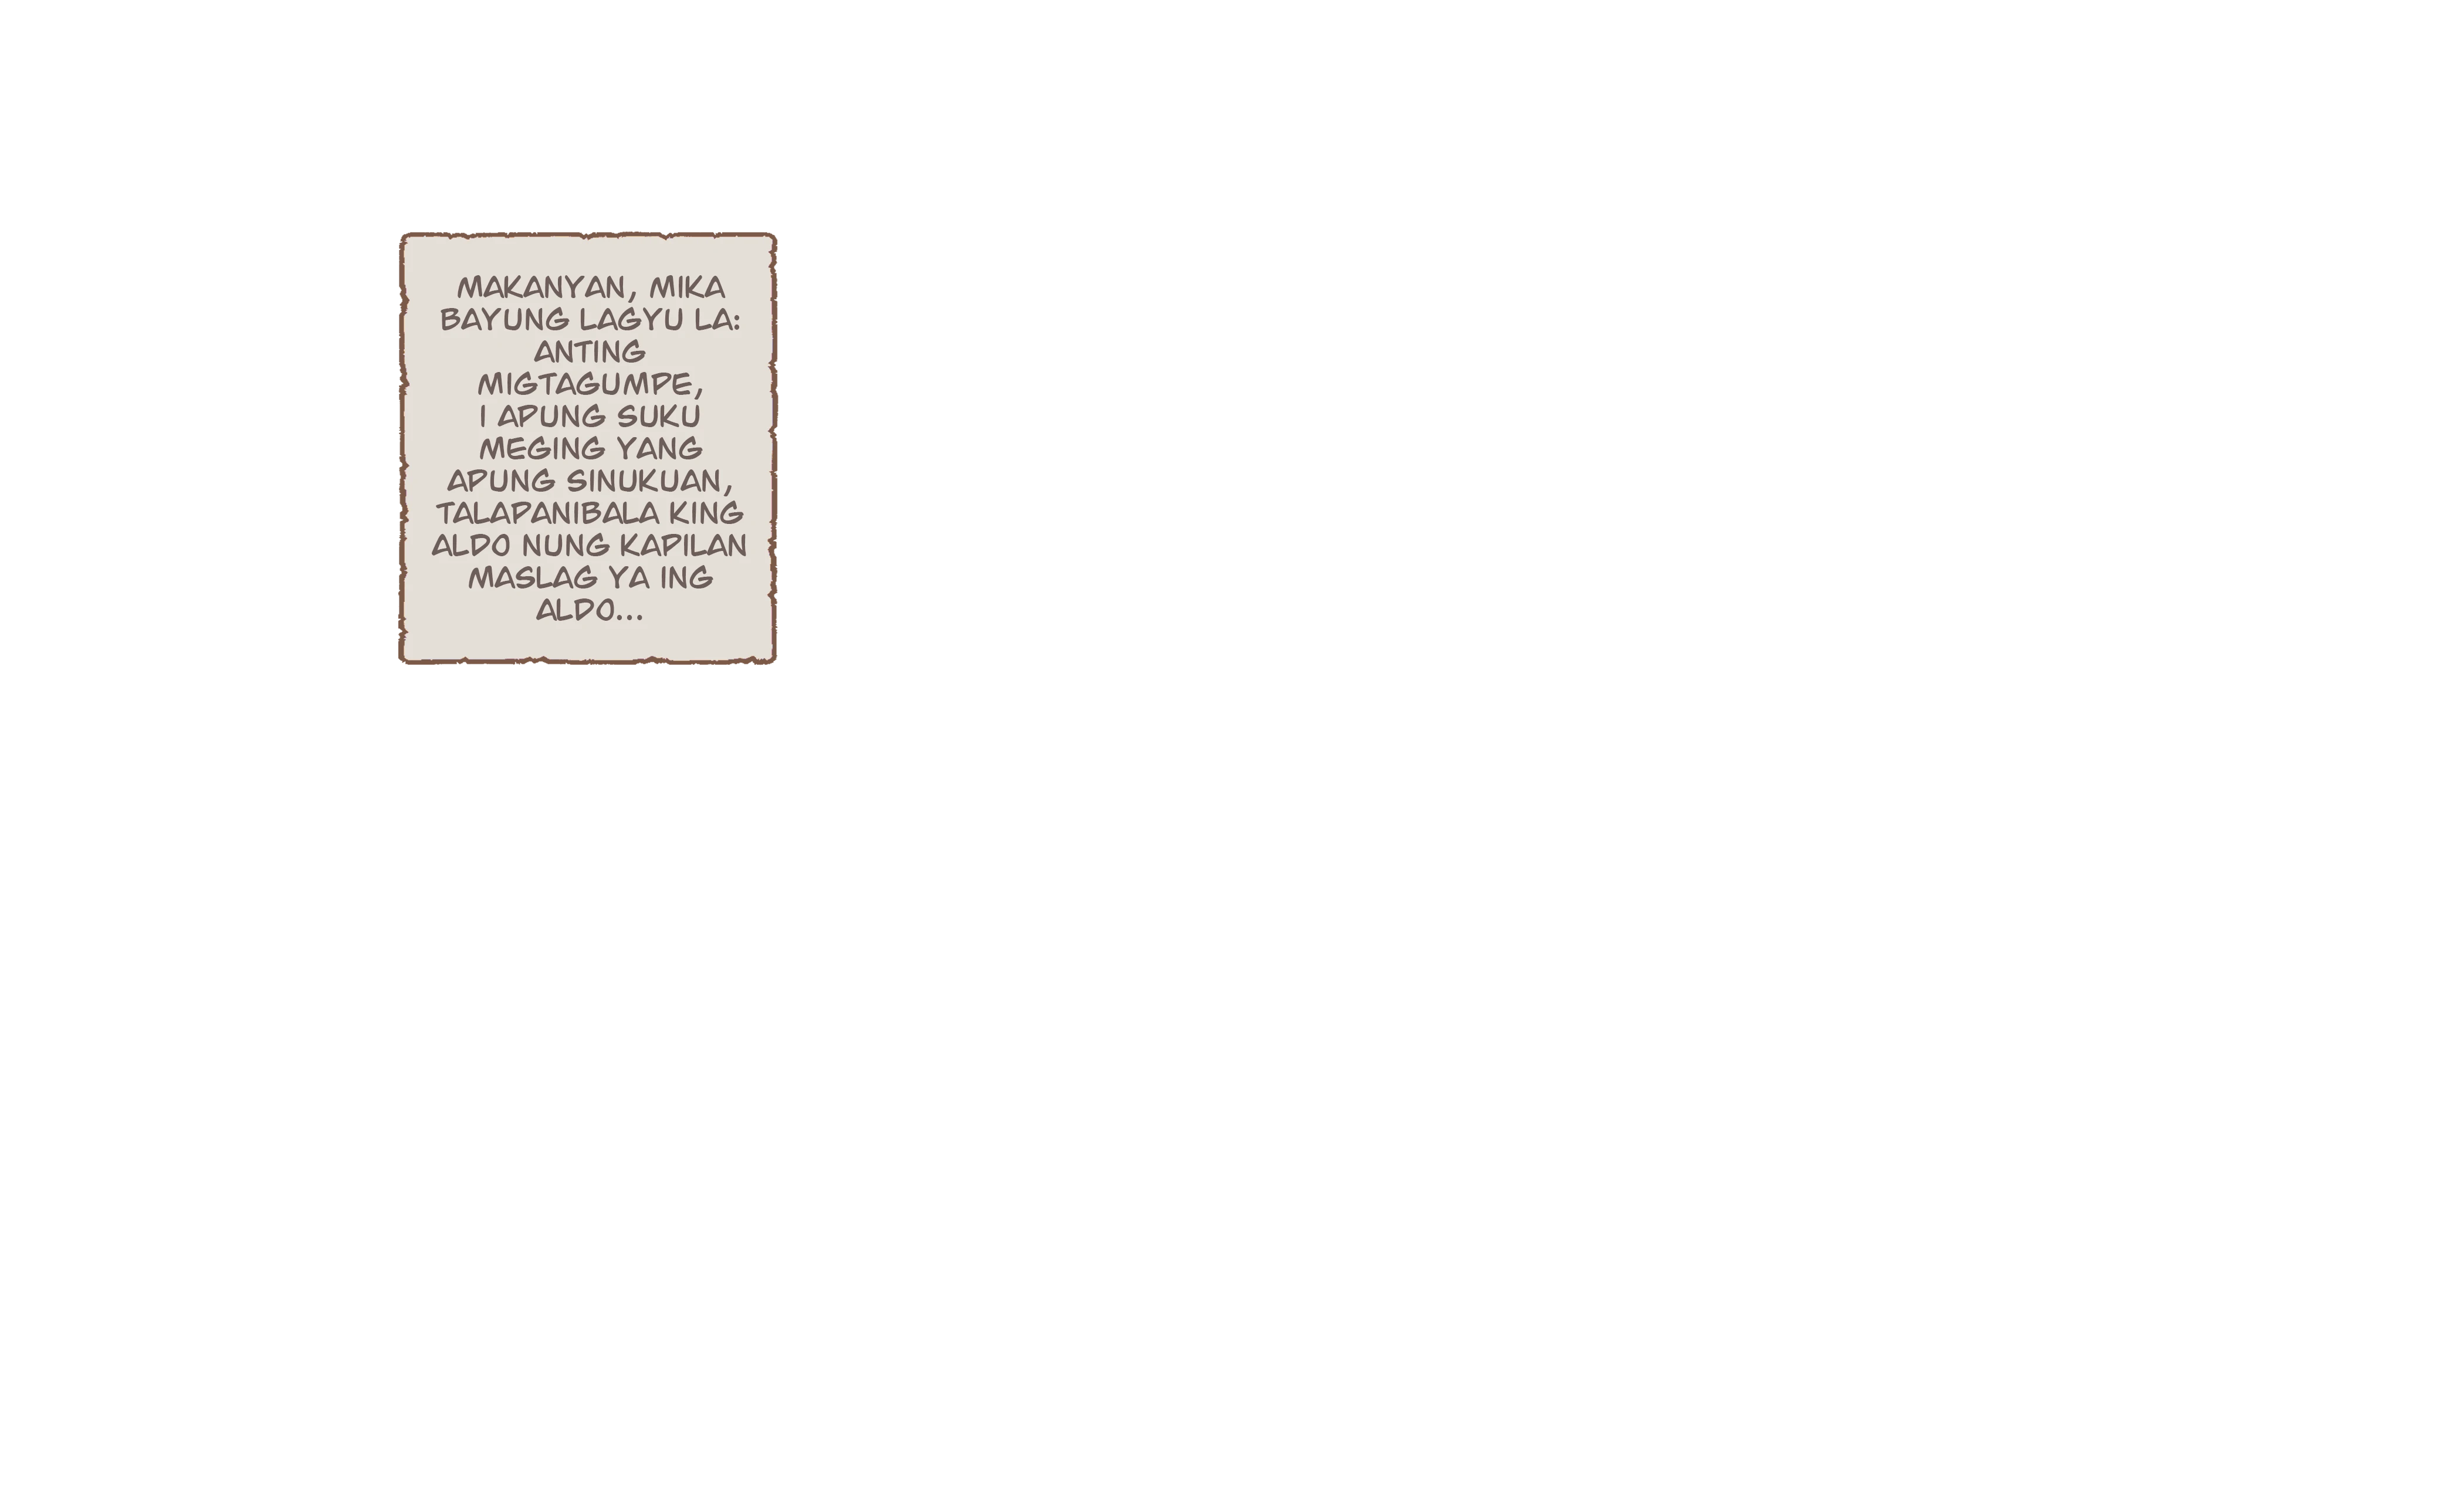 MAKANYAN, MIKA
BAYUNG LAGYU LA:
ANTING
MIGTAGUMPE,
I APUNG SUKU
MEGING YANG
APUNG SINUKUAN,
TALAPANIBALA KING
ALDO NUNG KAPILAN
MASLAG YA ING
ALDO...